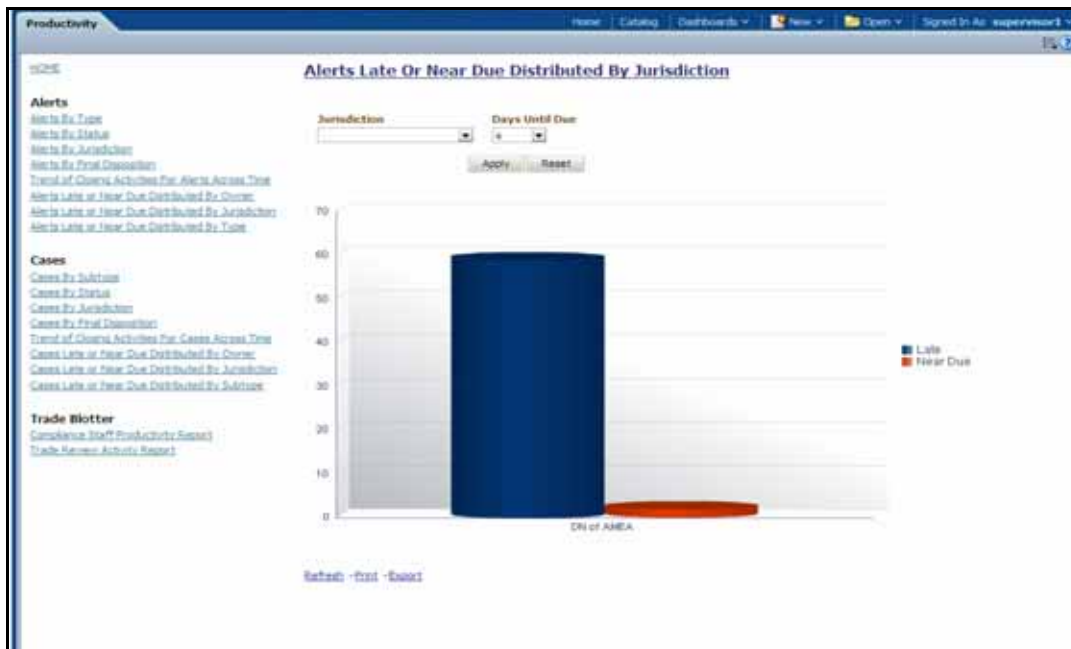 Productivity
Home Catalog Dashboards New Open Signed In As supervisor1
HOME
Alerts Late Or Near Due Distributed By Jurisdiction
Alerts
Alerts By Type
Alerts By Status
Alerts By Jurisdiction
Alerts By Final Disposition
Trend of Closing Activities For Alerts Across Time
Alerts Late or Near Due Distributed By Owner
Alerts Late or Near Due Distributed By Jurisdiction
Alerts Late or Near Due Distributed By Type
Cases
Cases By Subtype
Cases By Status
Cases By Jurisdiction
Cases By Final Disposition
Trend of Closing Activities For Cases Across Time
Cases Late or Near Due Distributed By Owner
Cases Late or Near Due Distributed By Jurisdiction
Cases Late or Near Due Distributed By Subtype
Trade Blotter
Compliance Staff Productivity Report
Trade Review Activity Report
Jurisdiction Days Until Due
4
Apply Reset
70
60
50
40
30
20
10
0
DN of AMEA
Late
Near Due
Refresh - Print - Export